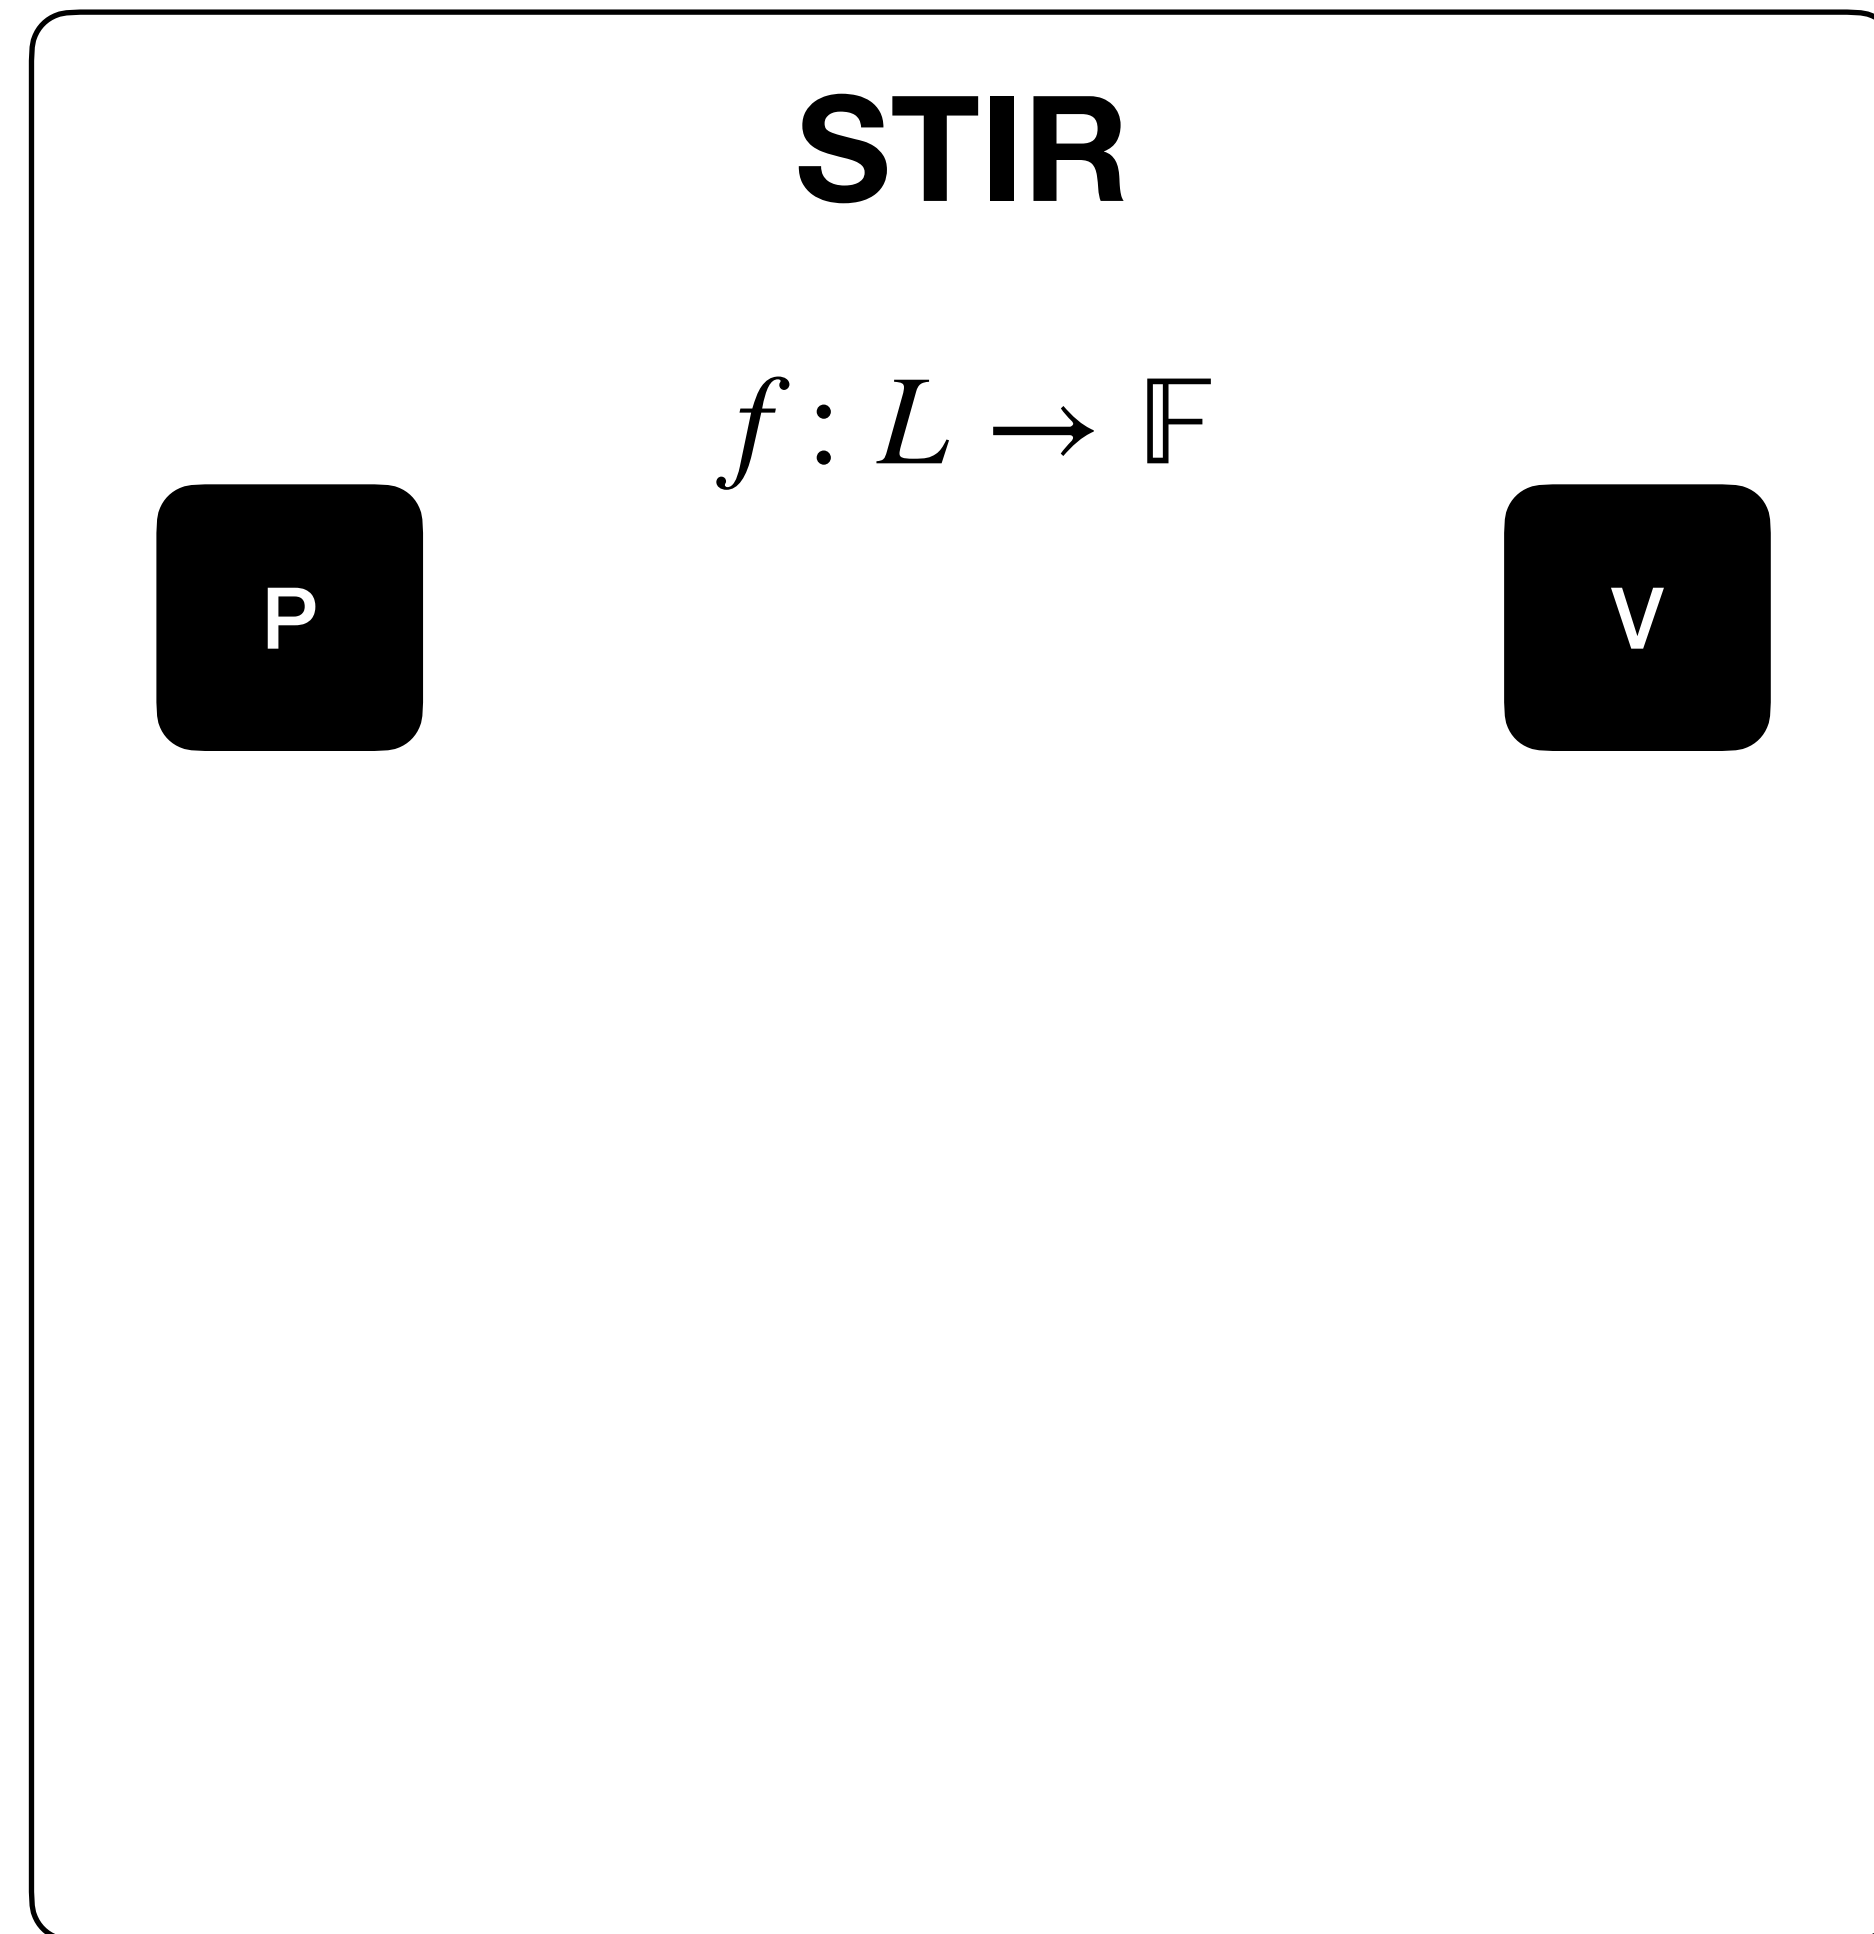 STIR
f : L → 𝔽
P
V